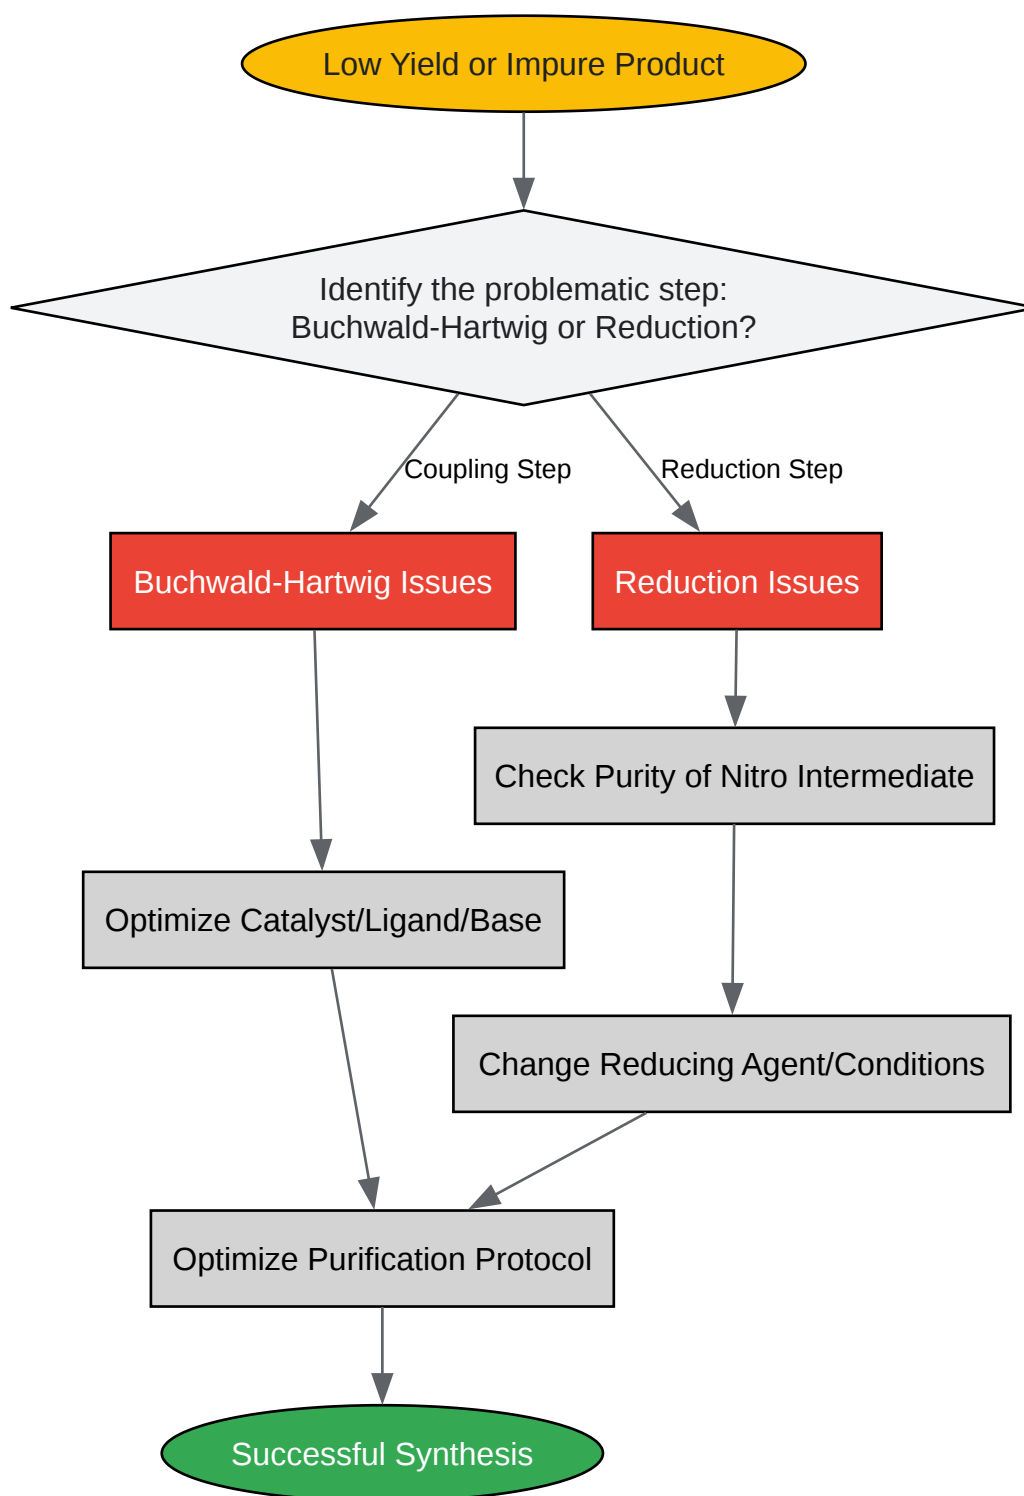 Low Yield or Impure Product
Identify the problematic step:
Buchwald-Hartwig or Reduction?
Coupling Step
Reduction Step
Buchwald-Hartwig Issues
Reduction Issues
Check Purity of Nitro Intermediate
Optimize Catalyst/Ligand/Base
Change Reducing Agent/Conditions
Optimize Purification Protocol
Successful Synthesis